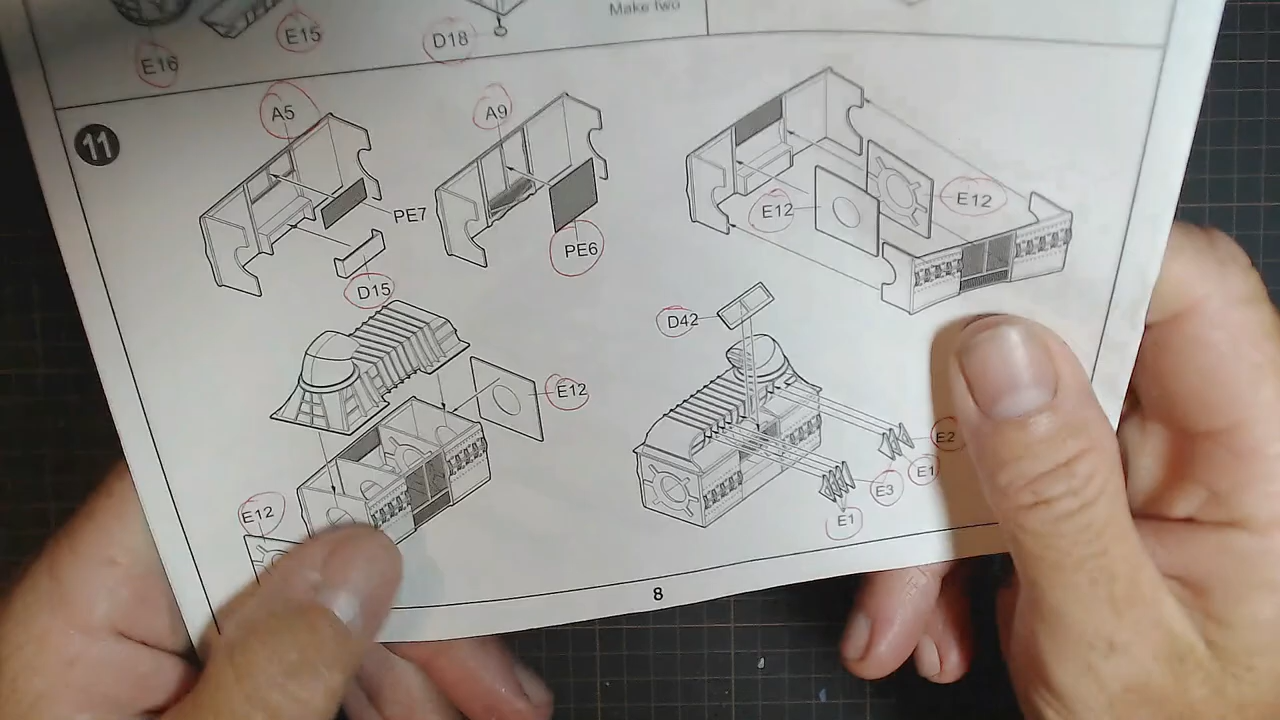 Make two
E15
D18
E16
11
A5
A9
PE7
PE6
D15
E12
E12
D42
E12
E12
E2
E1
E3
E1
8